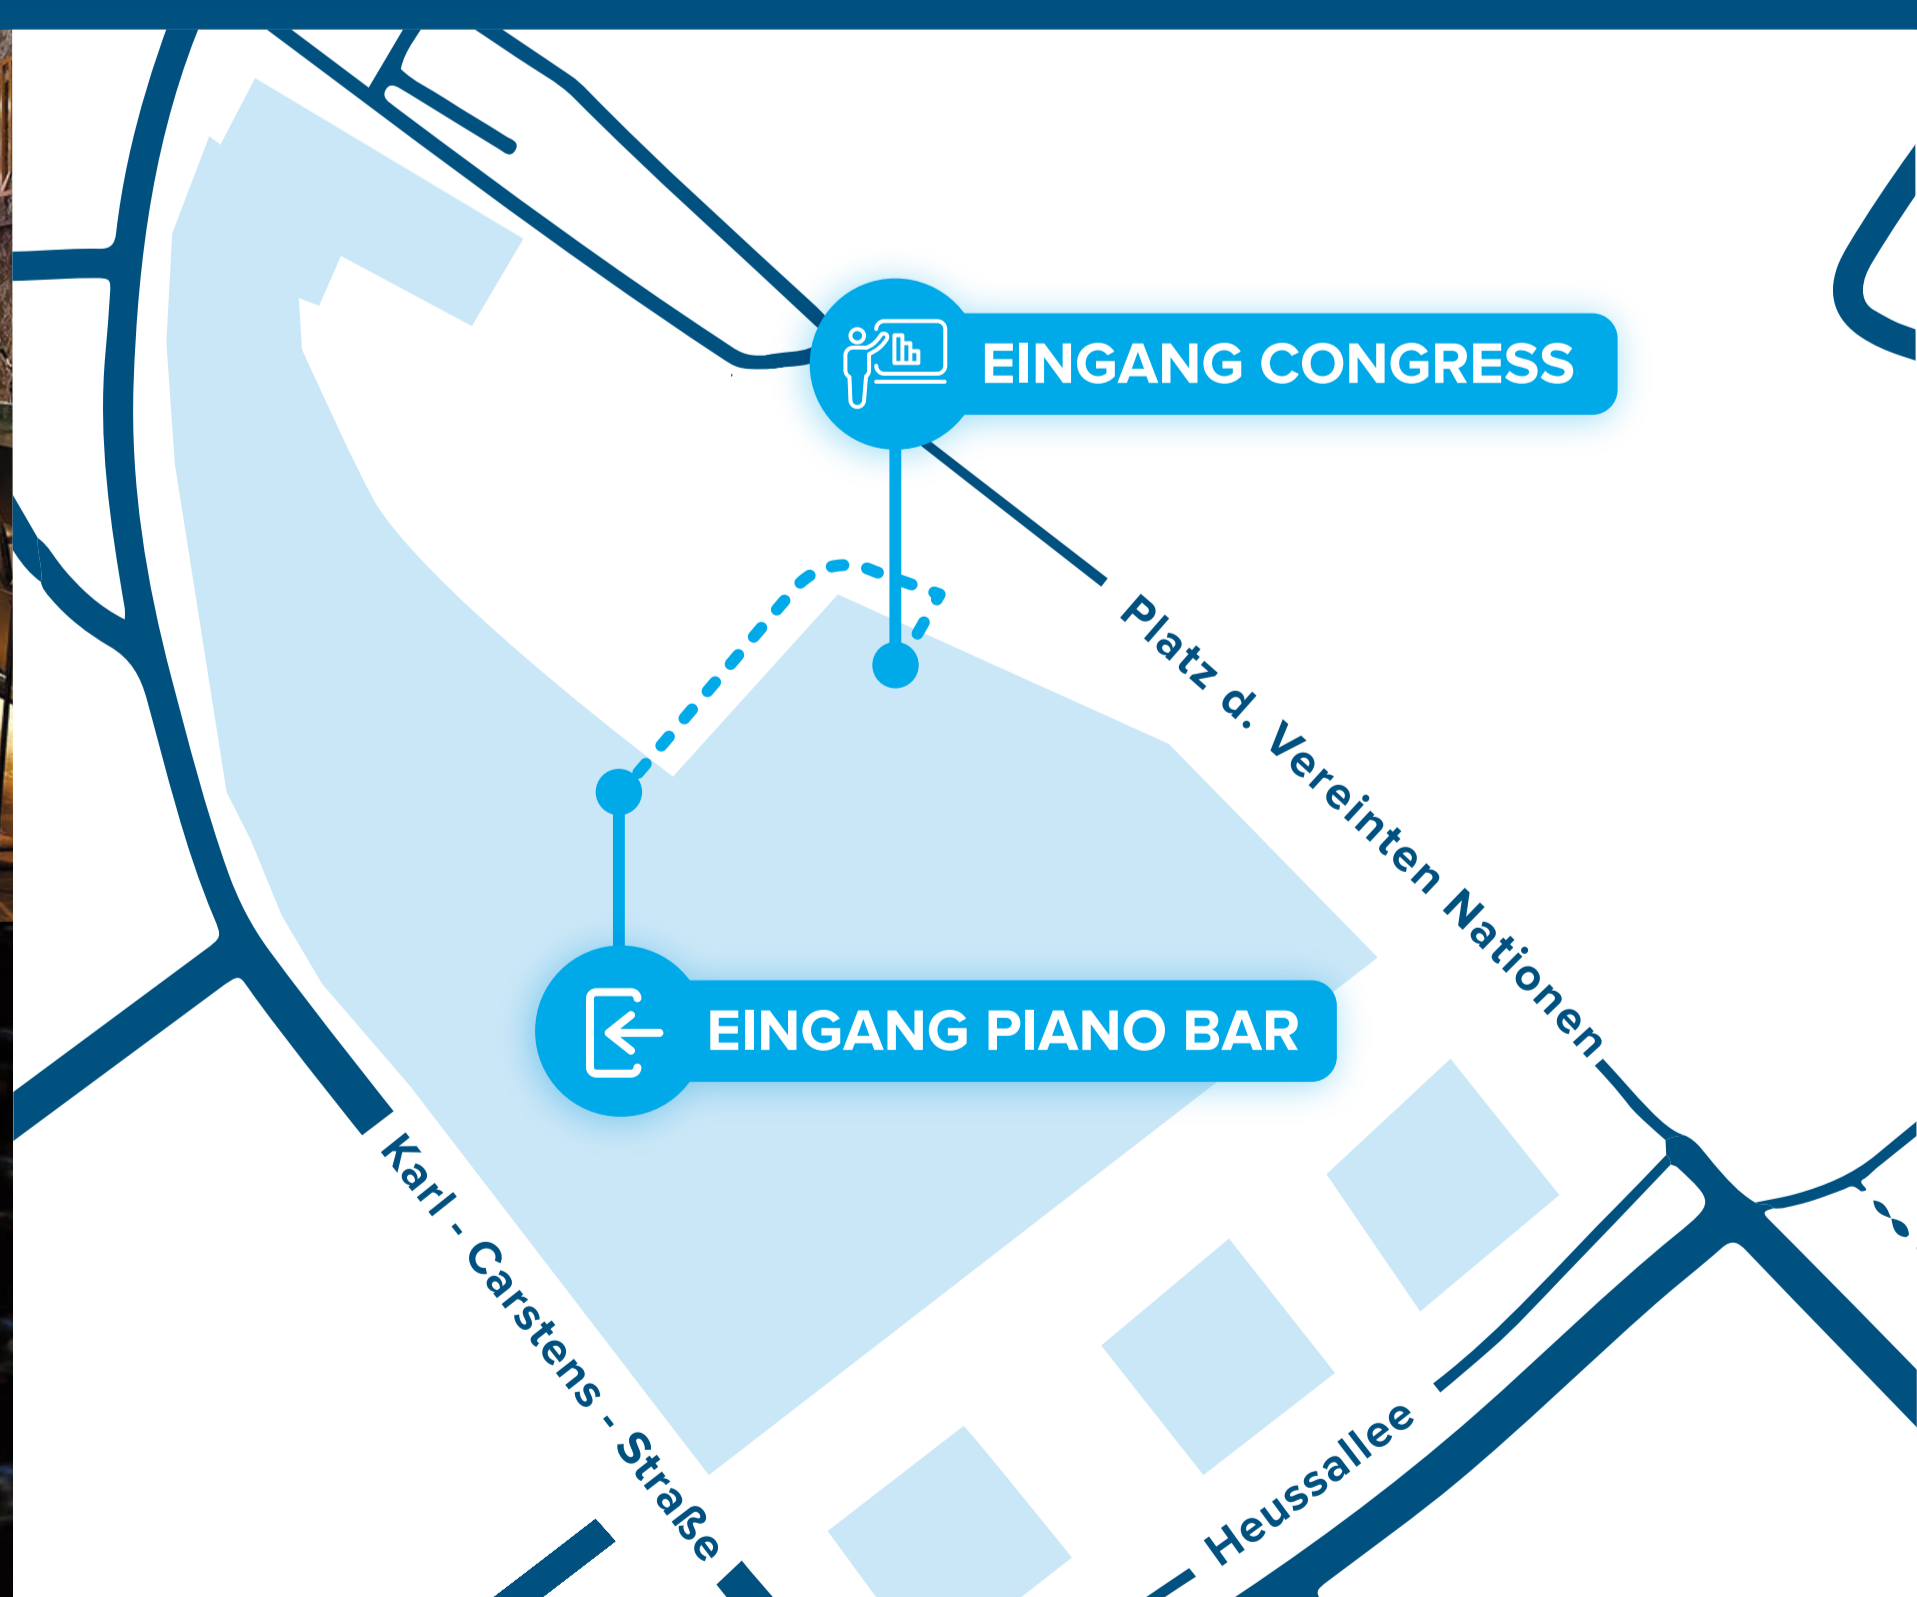 EINGANG CONGRESS
Platz d. Vereinten Nationen
EINGANG PIANO BAR
Karl - Carstens - Straße
Heussallee